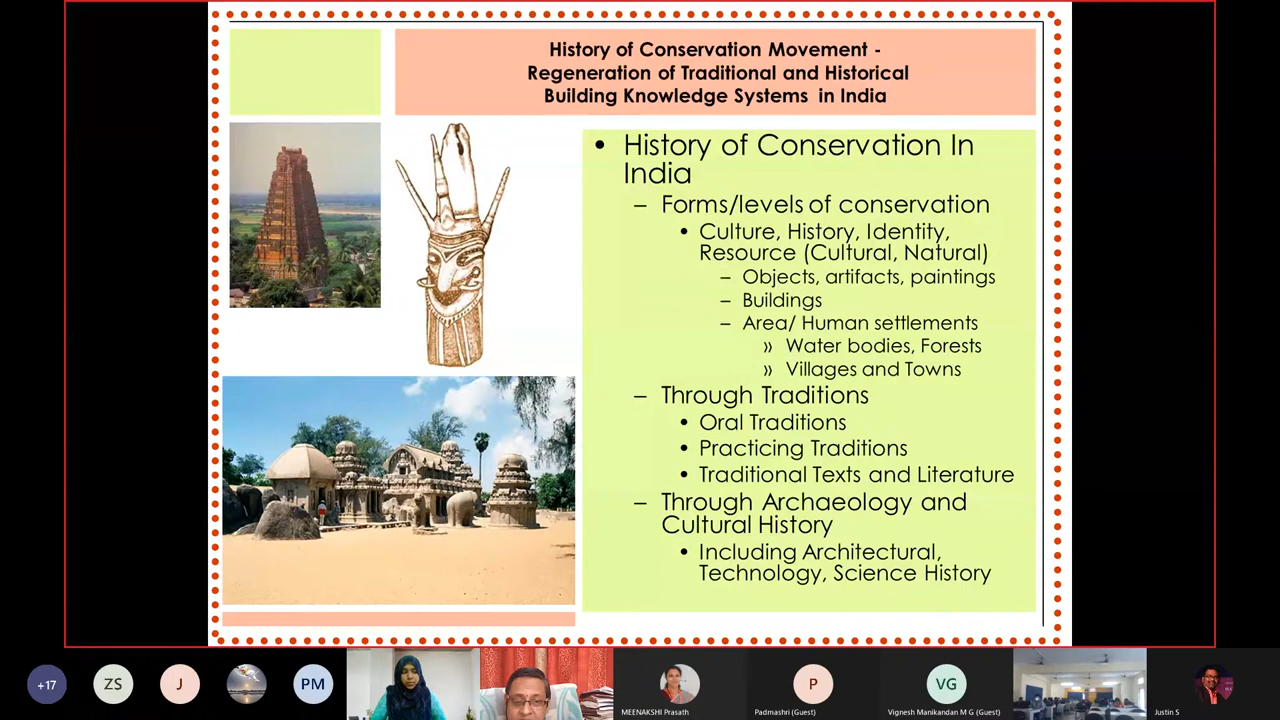 History of Conservation Movement -
Regeneration of Traditional and Historical
Building Knowledge Systems in India
• History of Conservation In
India
– Forms/levels of conservation
• Culture, History, Identity,
Resource (Cultural, Natural)
– Objects, artifacts, paintings
– Buildings
– Area/ Human settlements
» Water bodies, Forests
» Villages and Towns
– Through Traditions
• Oral Traditions
• Practicing Traditions
• Traditional Texts and Literature
– Through Archaeology and
Cultural History
• Including Architectural,
Technology, Science History
+17
ZS
J
PM
MEENAKSHI Prasath
P
Padmashri (Guest)
VG
Vignesh Manikandan M G (Guest)
Justin S